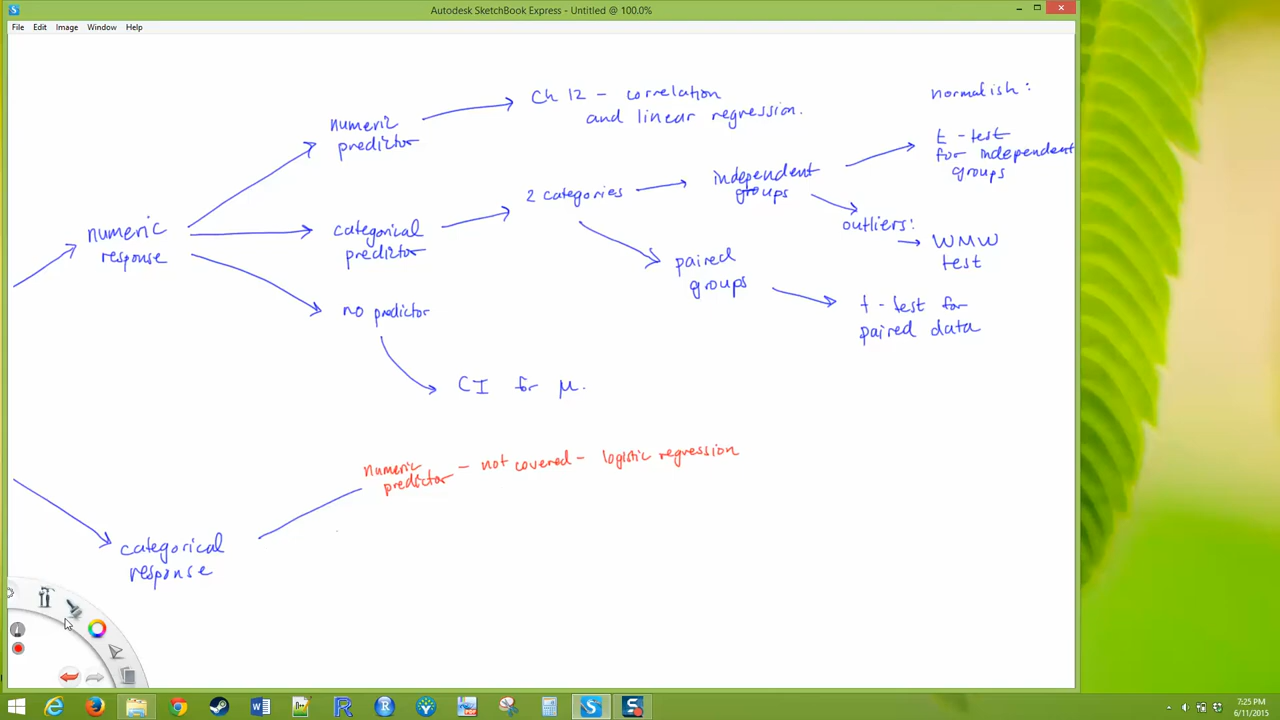 Autodesk SketchBook Express - Untitled @ 100.0%
File Edit Image Window Help
numeric
response
numeric
predictor
Ch 12 - correlation
and linear regression.
categorical
predictor
2 categories
independent
groups
normalish:
t-test
for independent
groups
outliers:
WMW
test
paired
groups
t-test for
paired data
no predictor
CI for μ.
categorical
response
numeric
predictor - not covered - logistic regression
7:25 PM
6/11/2015